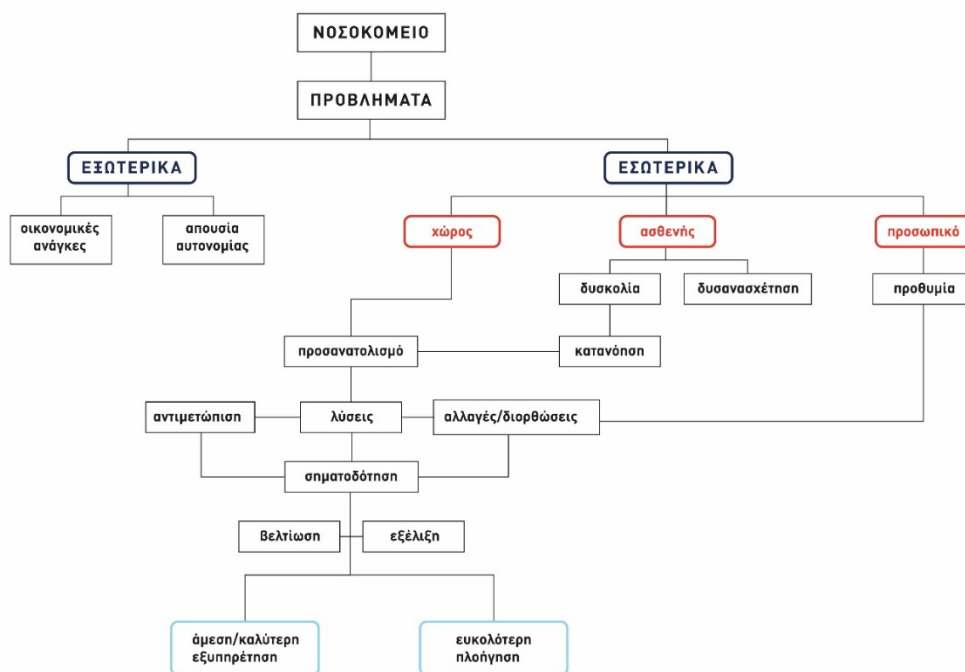 ΝΟΣΟΚΟΜΕΙΟ
ΠΡΟΒΛΗΜΑΤΑ
ΕΞΩΤΕΡΙΚΑ
ΕΣΩΤΕΡΙΚΑ
οικονομικές
ανάγκες
απουσία
αυτονομίας
χώρος
ασθενής
προσωπικό
δυσκολία
δυσανασχέτηση
προθυμία
προσανατολισμό
κατανόηση
αντιμετώπιση
λύσεις
αλλαγές/διορθώσεις
σηματοδότηση
βελτίωση
εξέλιξη
άμεση/καλύτερη
εξυπηρέτηση
ευκολότερη
πλοήγηση